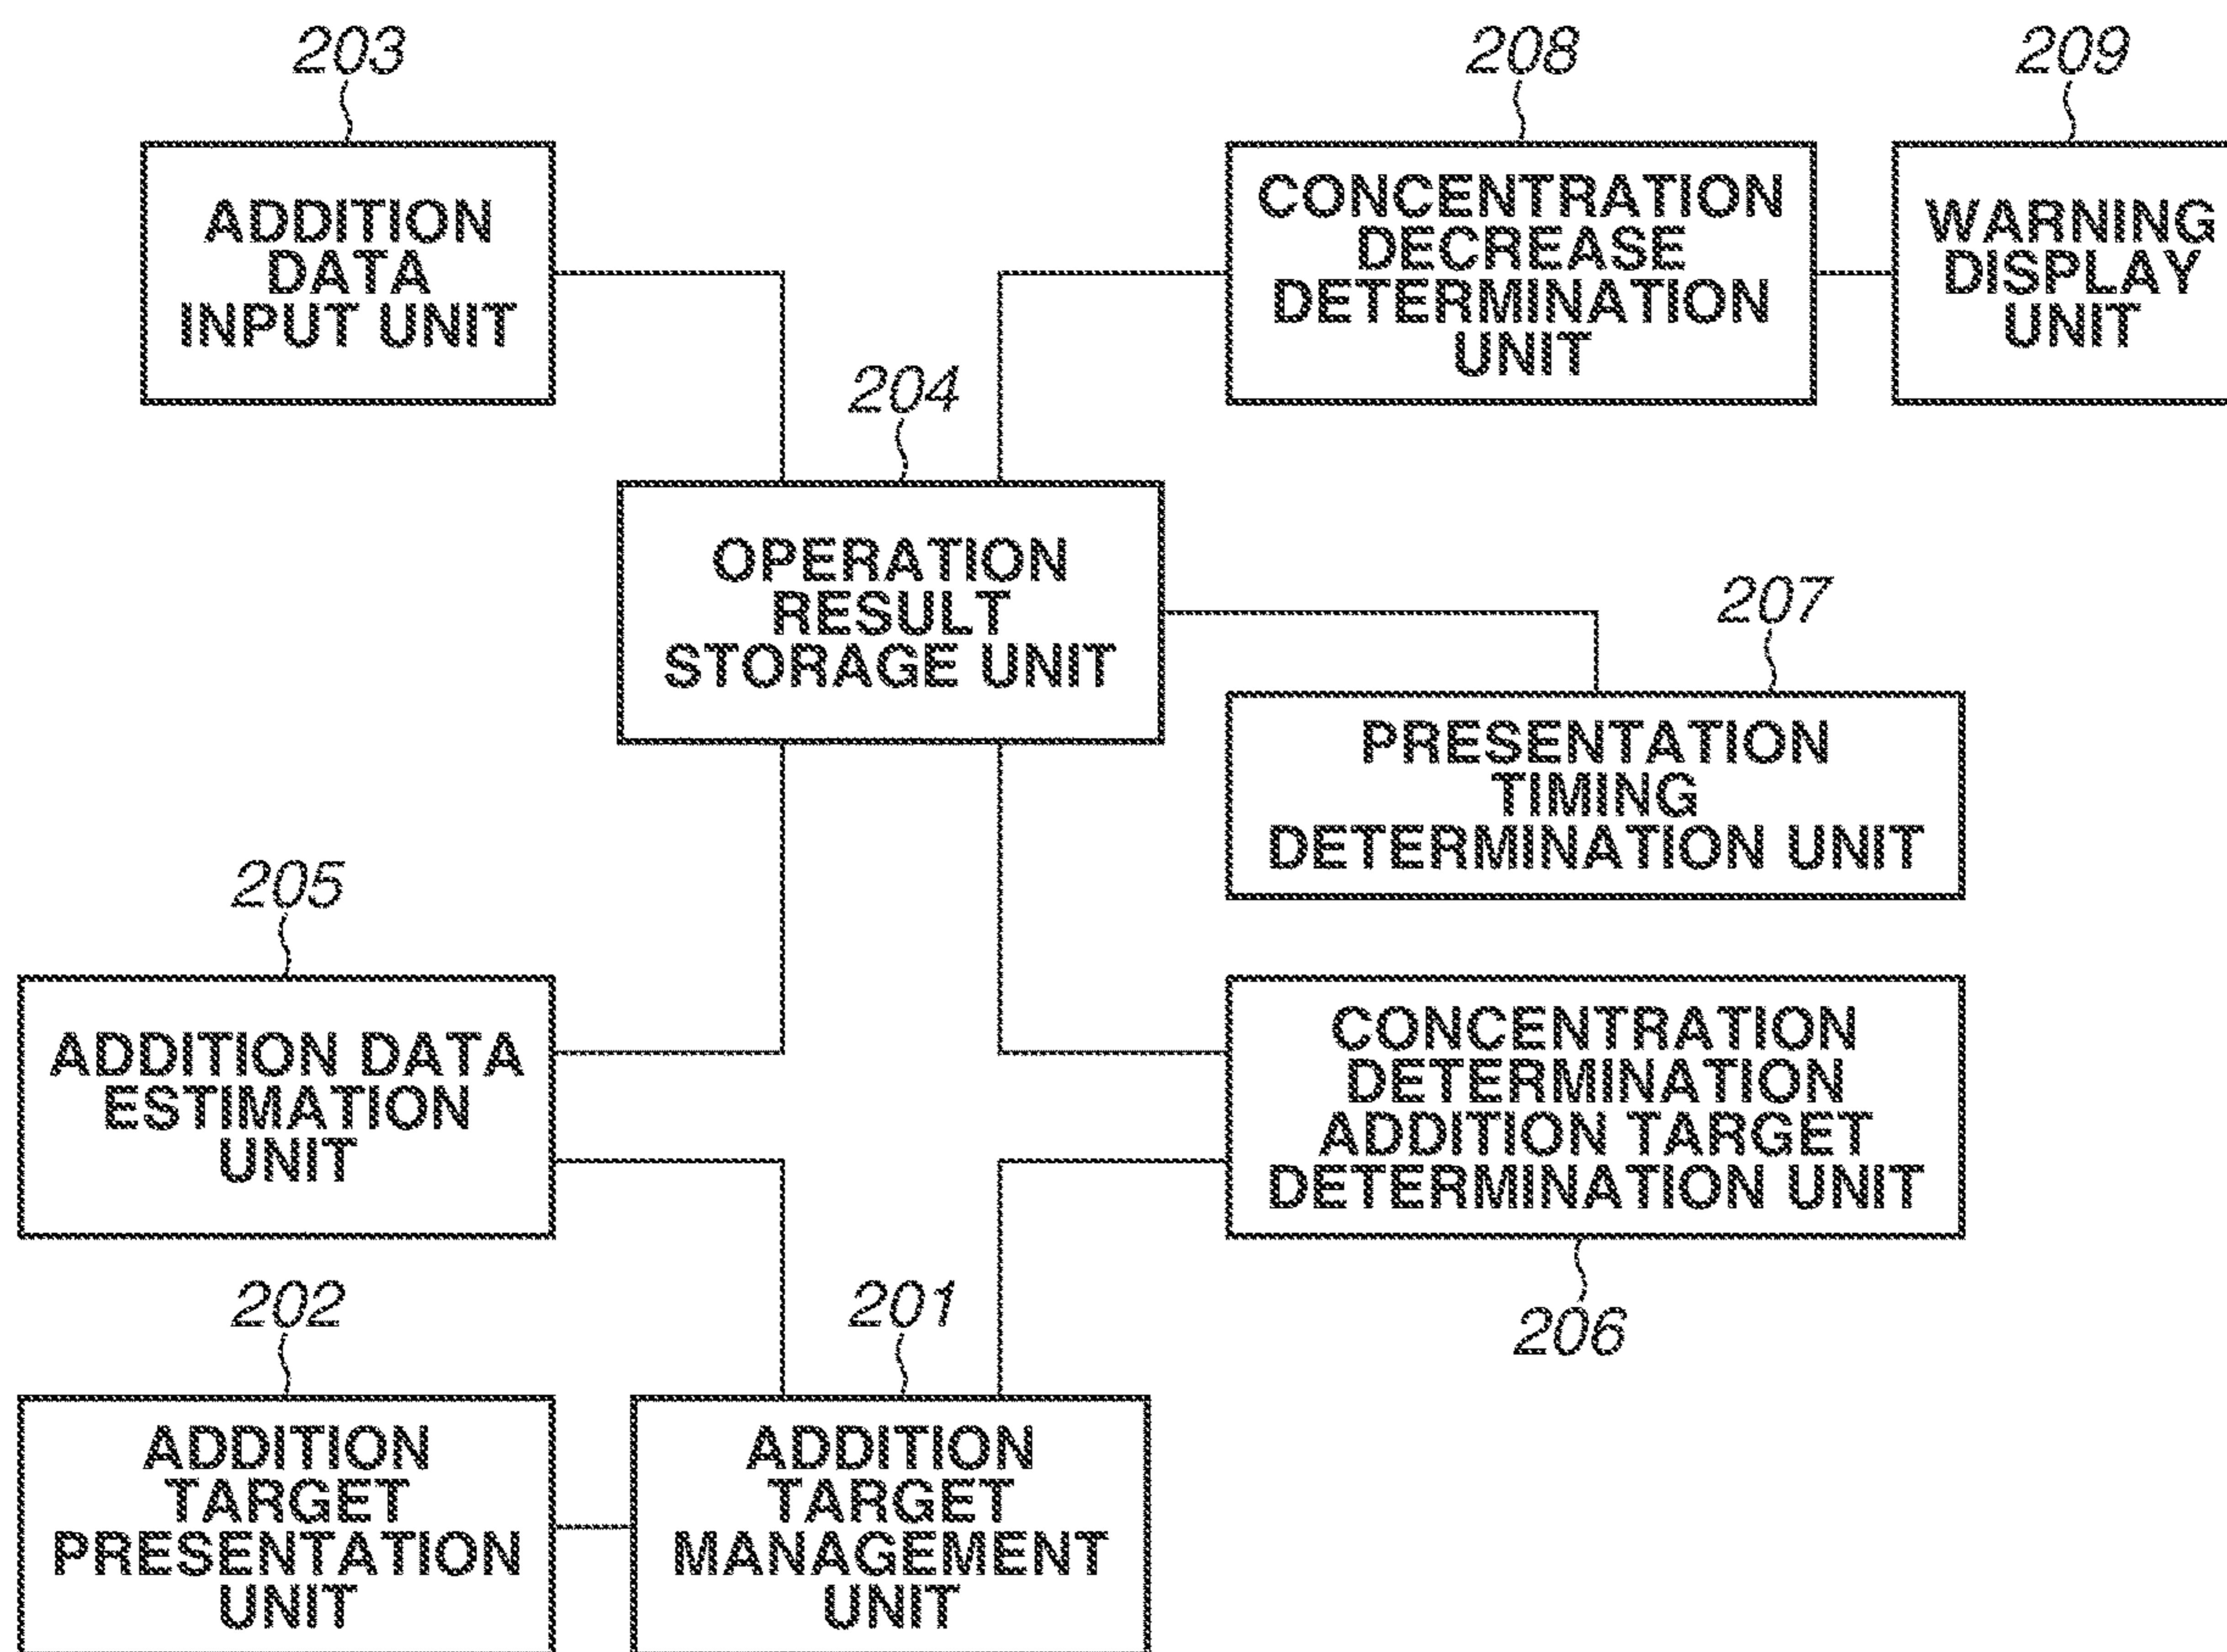 203
ADDITION
DATA
INPUT UNIT
208
CONCENTRATION
DECREASE
DETERMINATION
UNIT
209
WARNING
DISPLAY
UNIT
204
OPERATION
RESULT
STORAGE UNIT
207
PRESENTATION
TIMING
DETERMINATION UNIT
205
ADDITION DATA
ESTIMATION
UNIT
CONCENTRATION
DETERMINATION
ADDITION TARGET
DETERMINATION UNIT
206
202
ADDITION
TARGET
PRESENTATION
UNIT
201
ADDITION
TARGET
MANAGEMENT
UNIT